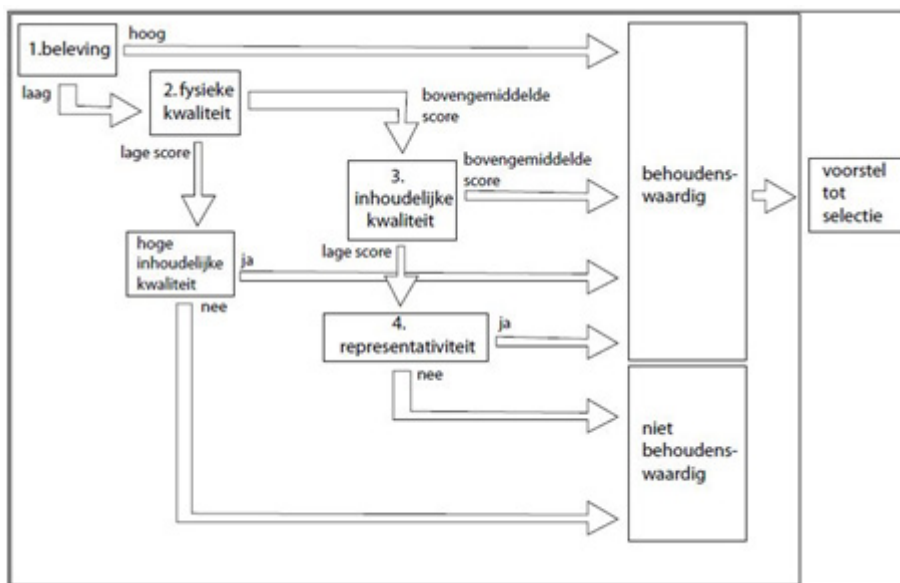 1.beleving
hoog
laag
2.fysieke
kwaliteit
bovengemiddelde
score
lage score
3.
inhoudelijke
kwaliteit
bovengemiddelde
score
behoudens-
waardig
voorstel
tot
selectie
hoge
inhoudelijke
kwaliteit
ja
nee
lage score
4.
representativiteit
ja
nee
niet
behoudens-
waardig